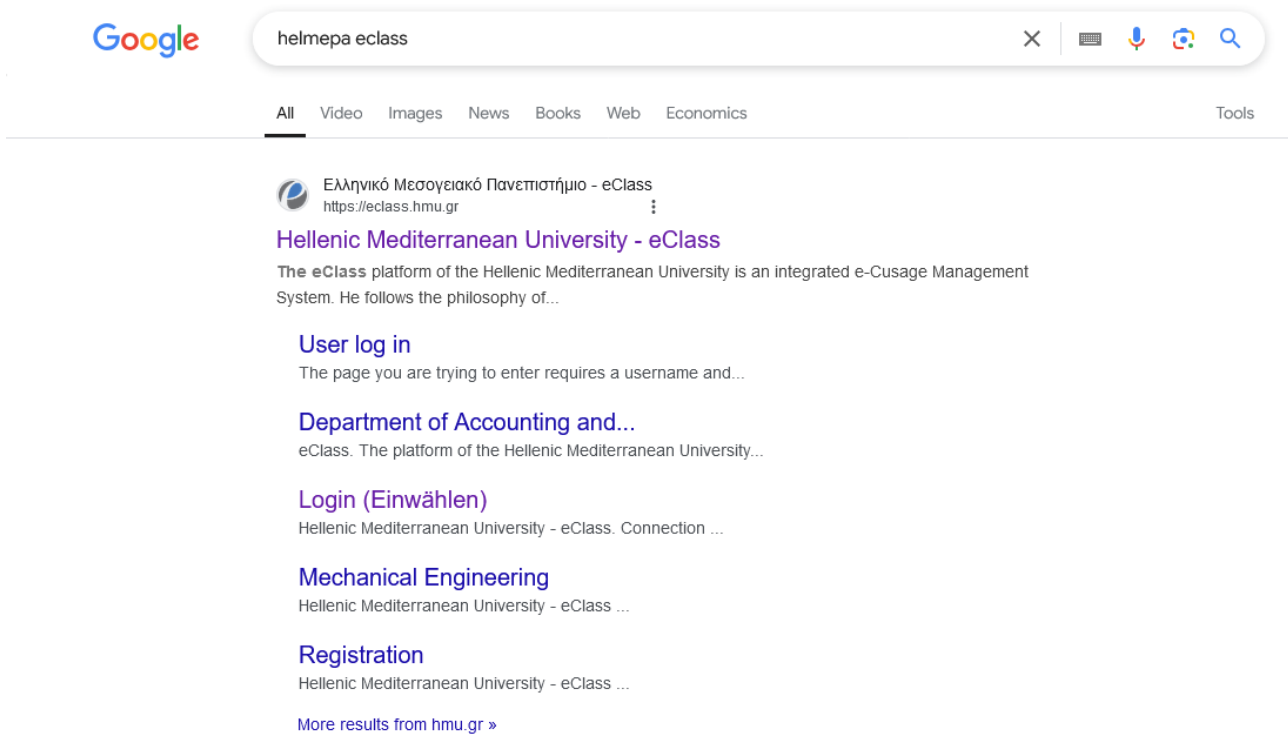 Google
helmepa eclass
All Video Images News Books Web Economics Tools
Ελληνικό Μεσογειακό Πανεπιστήμιο - eClass
https://eclass.hmu.gr
Hellenic Mediterranean University - eClass
The eClass platform of the Hellenic Mediterranean University is an integrated e-Cusage Management
System. He follows the philosophy of...
User log in
The page you are trying to enter requires a username and...
Department of Accounting and...
eClass. The platform of the Hellenic Mediterranean University...
Login (Einwählen)
Hellenic Mediterranean University - eClass. Connection ...
Mechanical Engineering
Hellenic Mediterranean University - eClass ...
Registration
Hellenic Mediterranean University - eClass ...
More results from hmu.gr »